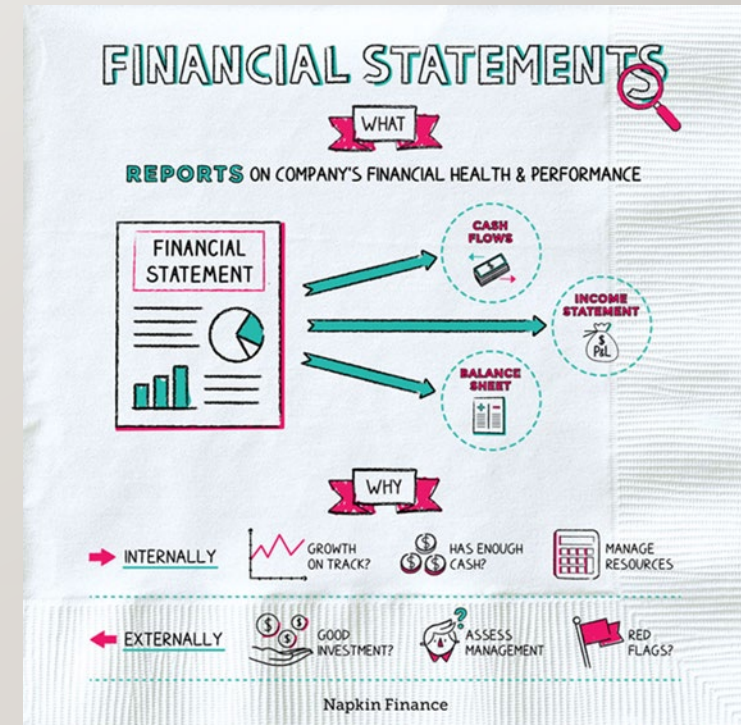 FINANCIAL STATEMENTS
WHAT
REPORTS ON COMPANY'S FINANCIAL HEALTH & PERFORMANCE
FINANCIAL
STATEMENT
CASH
FLOWS
INCOME
STATEMENT
$
P&L
BALANCE
SHEET
WHY
INTERNALLY
GROWTH
ON TRACK?
HAS ENOUGH
CASH?
MANAGE
RESOURCES
EXTERNALLY
GOOD
INVESTMENT?
ASSESS
MANAGEMENT
RED
FLAGS?
Napkin Finance